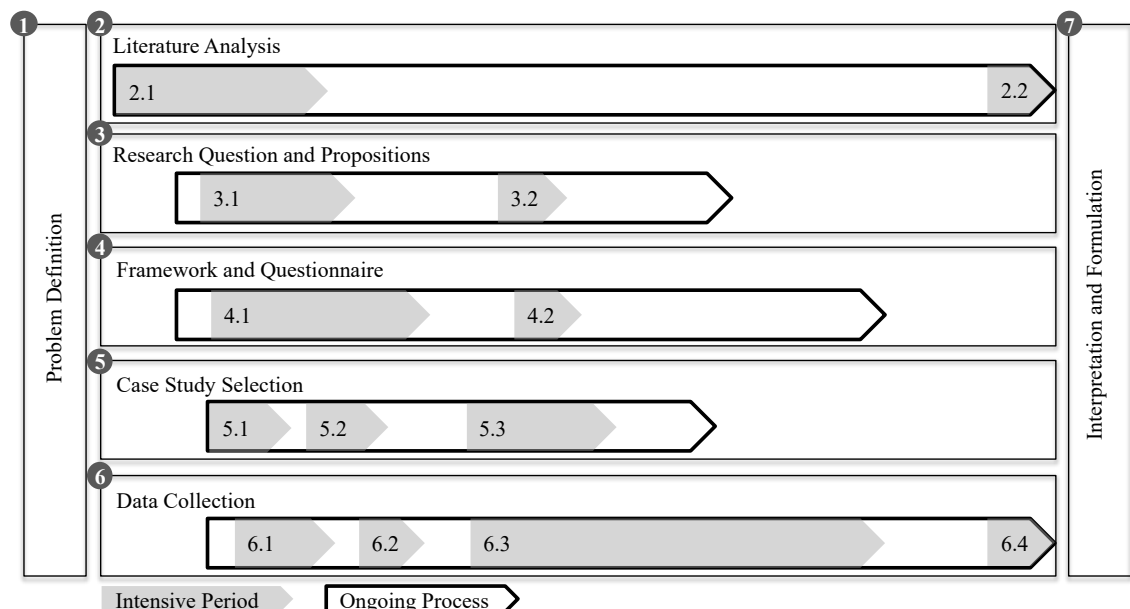 1
Problem Definition
2
Literature Analysis
2.1
2.2
3
Research Question and Propositions
3.1
3.2
4
Framework and Questionnaire
4.1
4.2
5
Case Study Selection
5.1
5.2
5.3
6
Data Collection
6.1
6.2
6.3
6.4
7
Interpretation and Formulation
Intensive Period
Ongoing Process